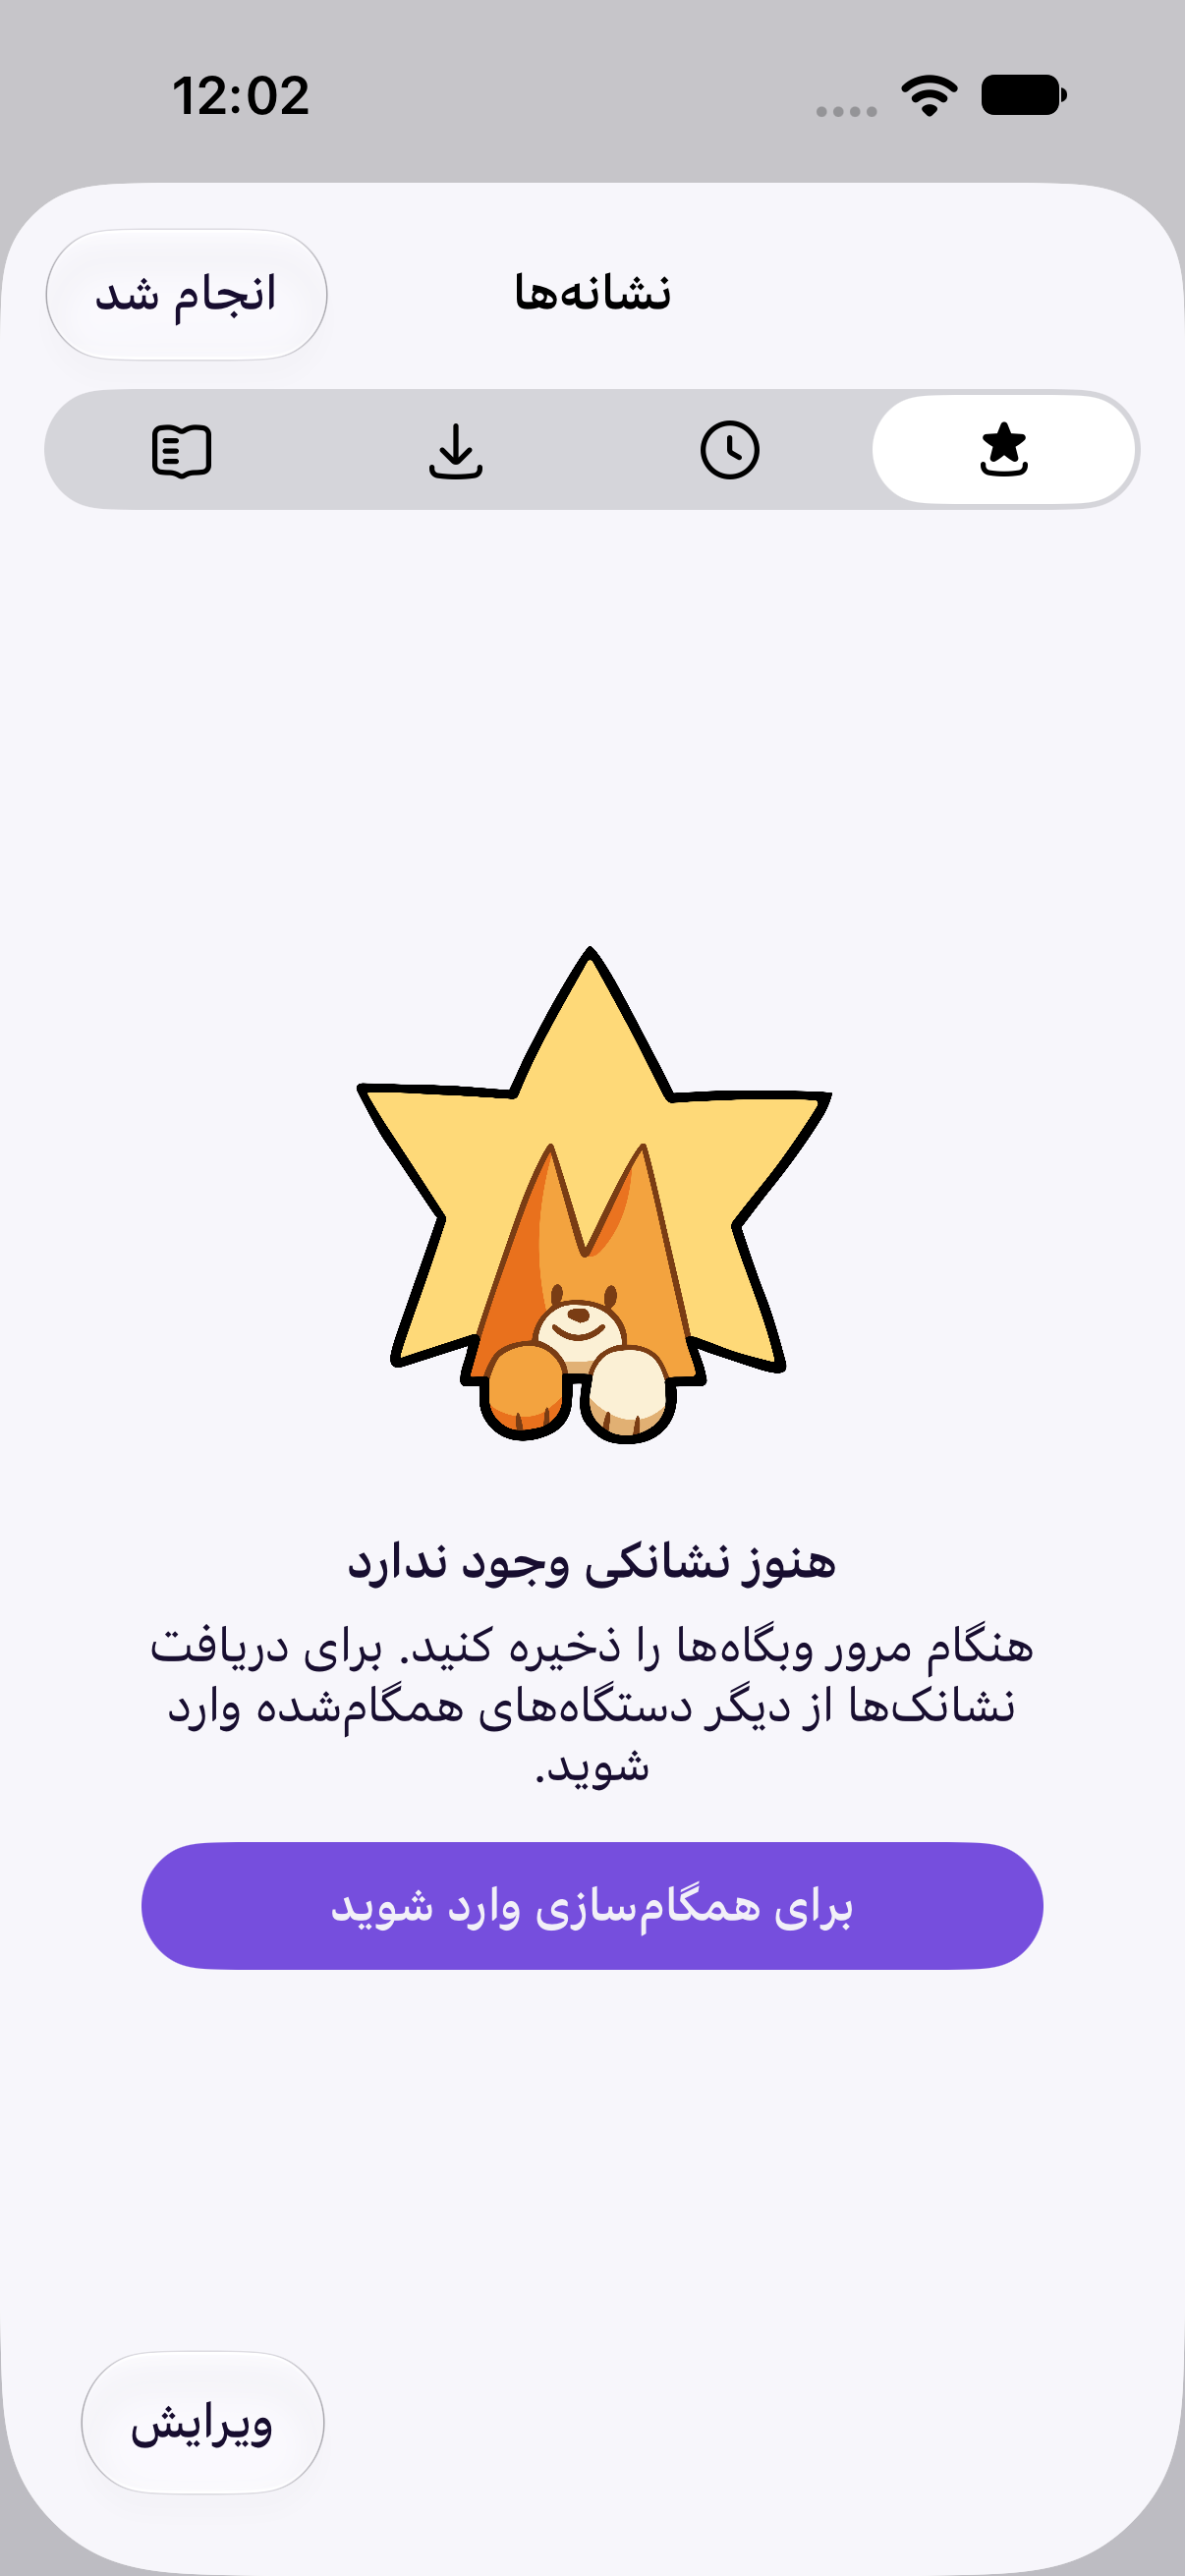 12:02
نشانه‌ها
انجام شد
هنوز نشانکی وجود ندارد
هنگام مرور وبگاه‌ها را ذخیره کنید. برای دریافت
نشانک‌ها از دیگر دستگاه‌های همگام‌شده وارد
شوید.
برای همگام‌سازی وارد شوید
ویرایش